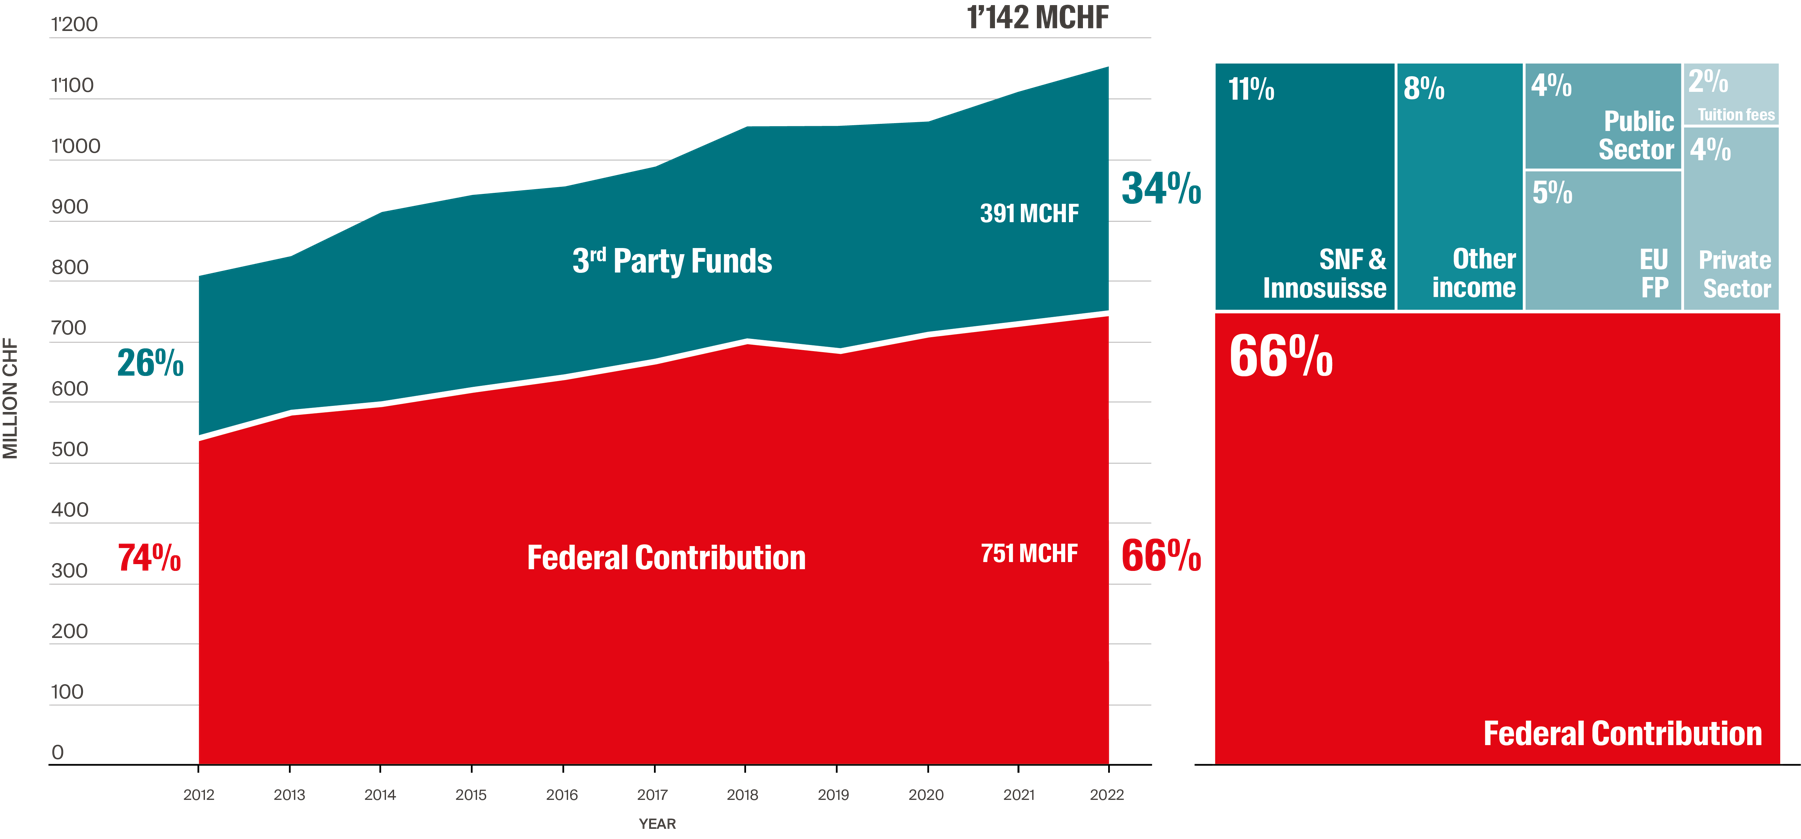 1’142 MCHF
1'200
1'100
1'000
900
800
700
600
500
400
300
200
100
0
MILLION CHF
26%
74%
3rd Party Funds
391 MCHF
34%
Federal Contribution
751 MCHF
66%
2012 2013 2014 2015 2016 2017 2018 2019 2020 2021 2022
YEAR
11%
SNF &
Innosuisse
8%
Other
income
4%
Public
Sector
5%
EU
FP
2%
Tuition fees
4%
Private
Sector
66%
Federal Contribution